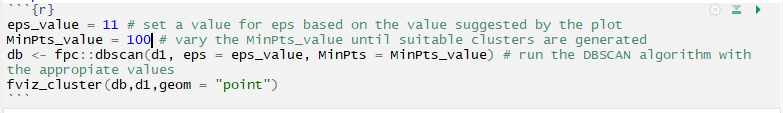 ```{r}
eps_value = 11 # set a value for eps based on the value suggested by the plot
MinPts_value = 100 # vary the MinPts_value until suitable clusters are generated
db <- fpc::dbscan(d1, eps = eps_value, MinPts = MinPts_value) # run the DBSCAN algorithm with
the appropiate values
fviz_cluster(db,d1,geom = "point")
```